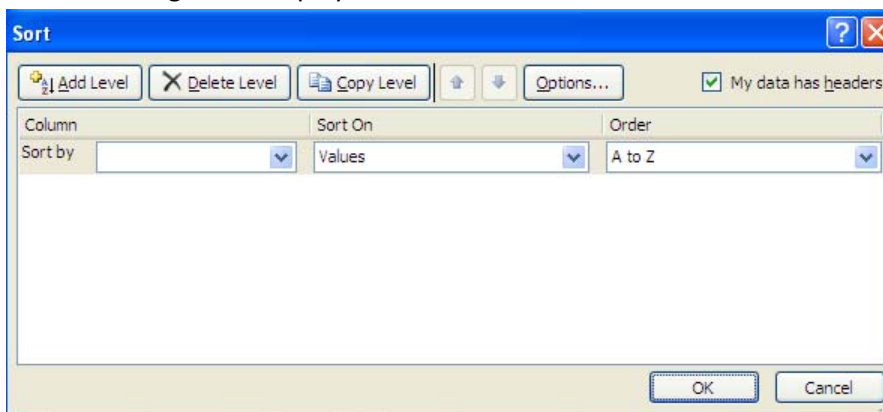 Sort
Add Level Delete Level Copy Level Options... My data has headers
Column Sort On Order
Sort by Values A to Z
OK Cancel